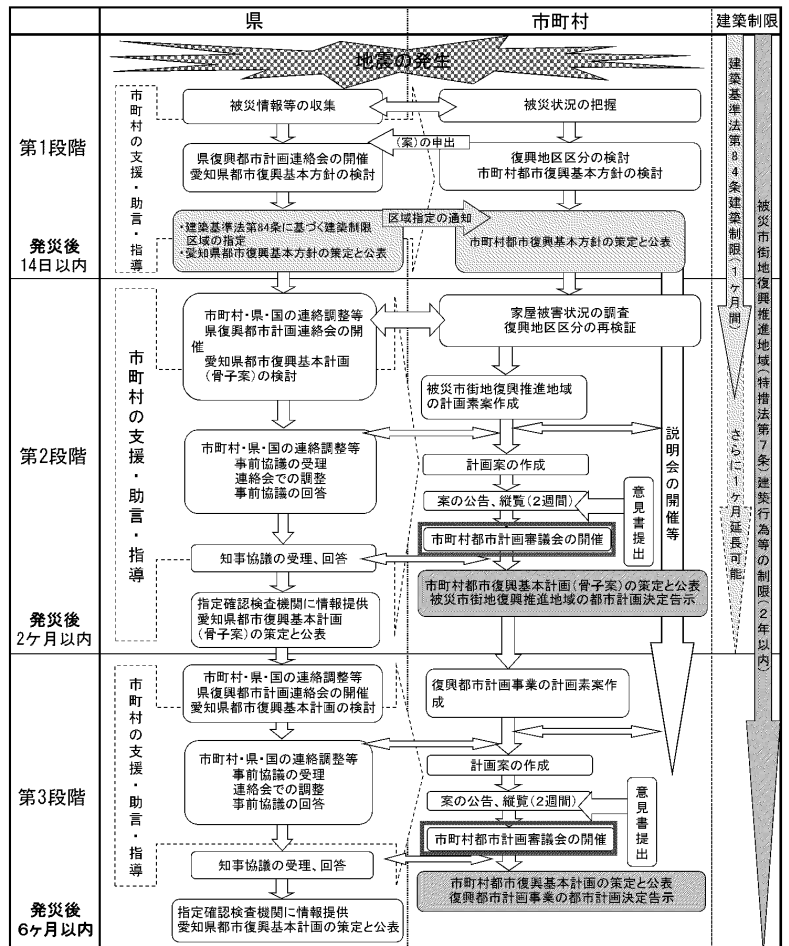 県
市町村
建築制限
地震の発生
第1段階
発災後
14日以内
市町村の支援・助言・指導
被災情報等の収集
被災状況の把握
(案)の申出
県復興都市計画連絡会の開催
愛知県都市復興基本方針の検討
復興地区区分の検討
市町村都市復興基本方針の検討
区域指定の通知
・建築基準法第84条に基づく建築制限
区域の指定
・愛知県都市復興基本方針の策定と公表
市町村都市復興基本方針の策定と公表
第2段階
発災後
2ケ月以内
市町村の支援・助言・指導
市町村・県・国の連絡調整等
県復興都市計画連絡会の開
催
愛知県都市復興基本計画
(骨子案)の検討
家屋被害状況の調査
復興地区区分の再検証
被災市街地復興推進地域
の計画素案作成
市町村・県・国の連絡調整等
事前協議の受理
連絡会での調整
事前協議の回答
計画案の作成
案の公告、縦覧(2週間)
意見書提出
市町村都市計画審議会の開催
知事協議の受理、回答
市町村都市復興基本計画(骨子案)の策定と公表
被災市街地復興推進地域の都市計画決定告示
指定確認検査機関に情報提供
愛知県都市復興基本計画
(骨子案)の策定と公表
説明会の開催等
第3段階
発災後
6ケ月以内
市町村の支援・助言・指導
市町村・県・国の連絡調整等
県復興都市計画連絡会の開催
愛知県都市復興基本計画の検討
復興都市計画事業の計画素案作
成
市町村・県・国の連絡調整等
事前協議の受理
連絡会での調整
事前協議の回答
計画案の作成
案の公告、縦覧(2週間)
意見書提出
市町村都市計画審議会の開催
知事協議の受理、回答
市町村都市復興基本計画の策定と公表
復興都市計画事業の都市計画決定告示
指定確認検査機関に情報提供
愛知県都市復興基本計画の策定と公表
建築基準法第84条建築制限(1ケ月間)
さらに1ケ月延長可能
被災市街地復興推進地域(特措法第7条)建築行為等の制限(2年以内)